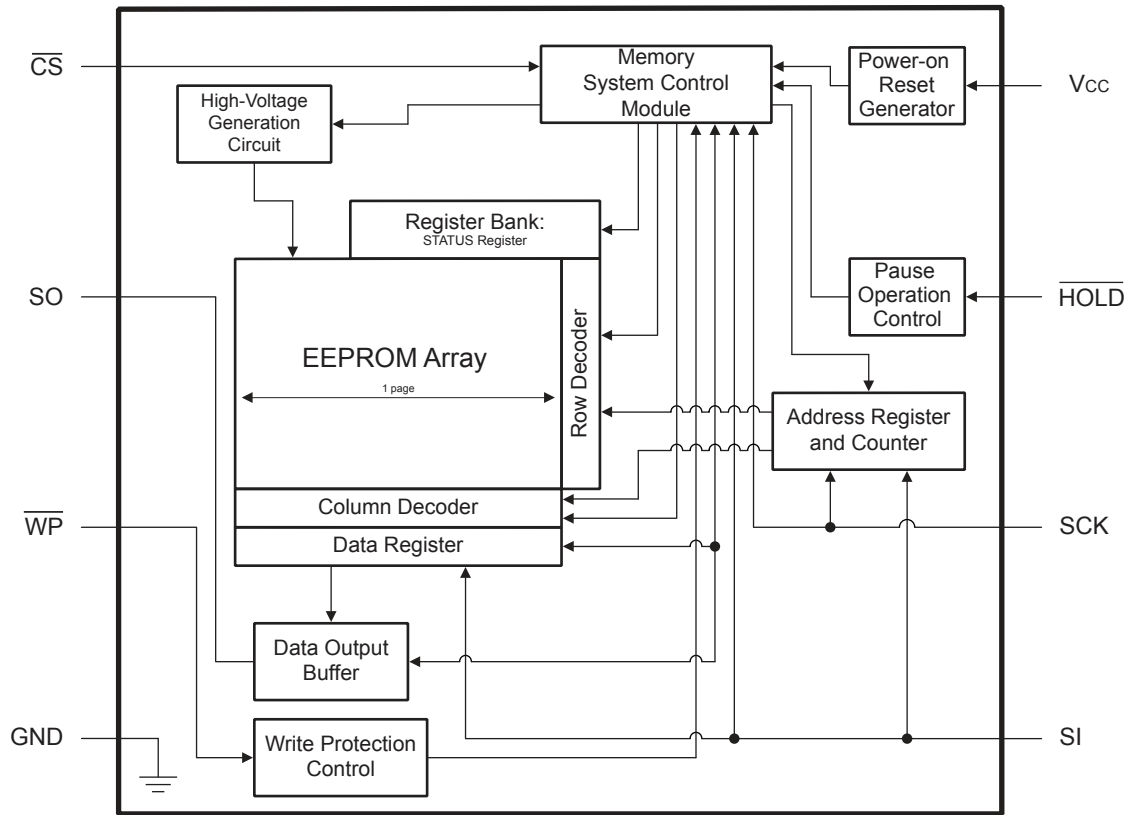 CS
Memory
System Control
Module
Power-on
Reset
Generator
VCC
High-Voltage
Generation
Circuit
Register Bank:
STATUS Register
SO
EEPROM Array
1 page
Row Decoder
Pause
Operation
Control
HOLD
Address Register
and Counter
Column Decoder
WP
SCK
Data Register
Data Output
Buffer
GND
Write Protection
Control
SI